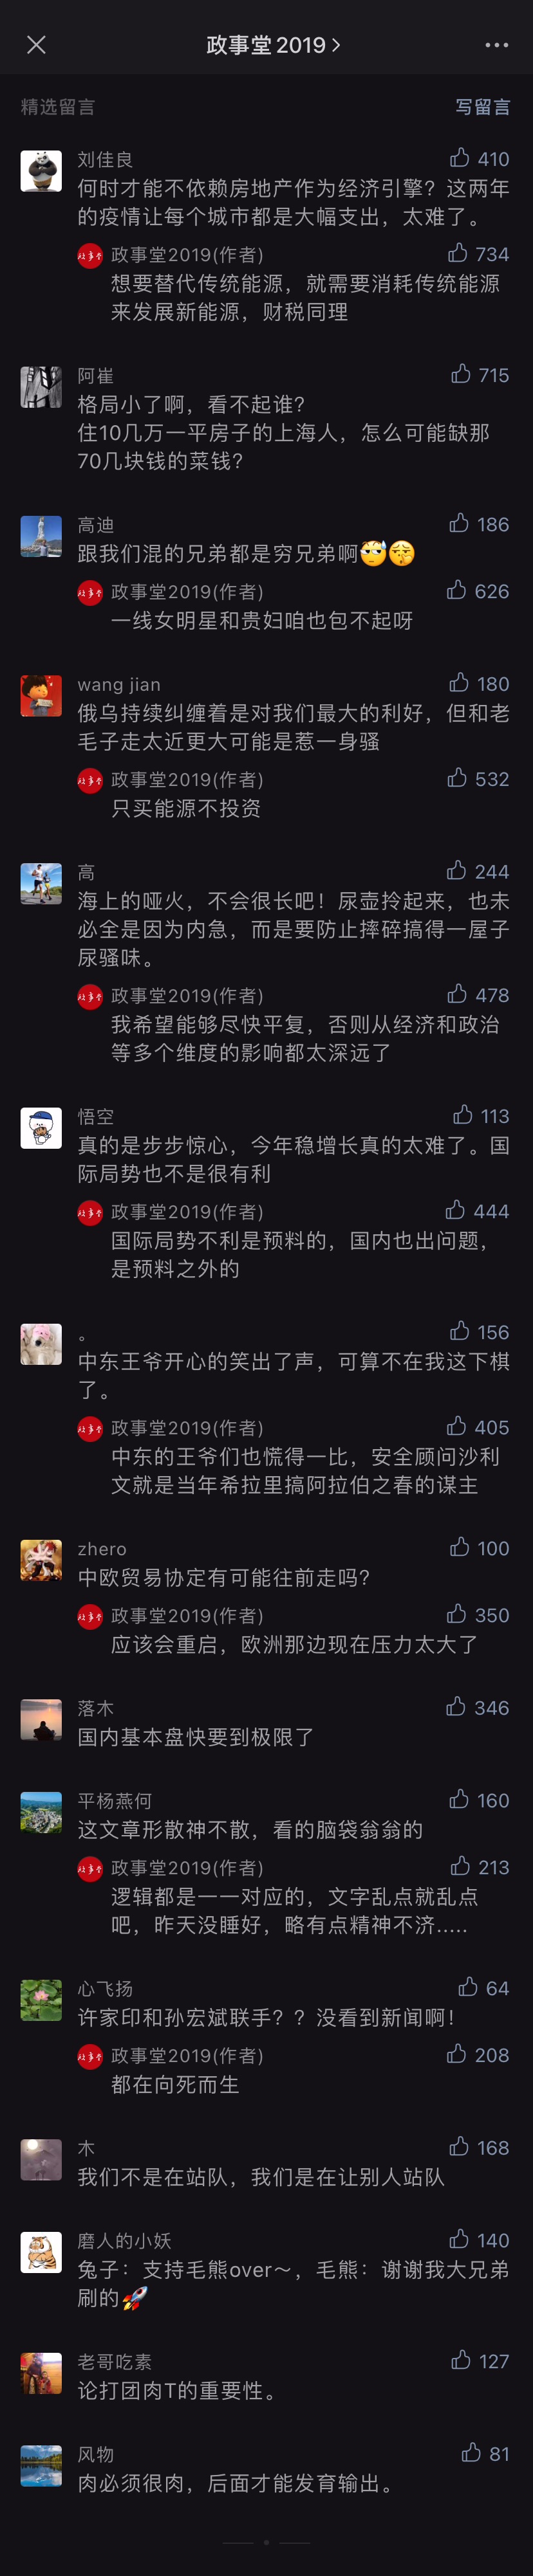 政事堂2019
精选留言
写留言
刘佳良
410
何时才能不依赖房地产作为经济引擎？这两年
的疫情让每个城市都是大幅支出，太难了。
政事堂2019(作者)
734
想要替代传统能源，就需要消耗传统能源
来发展新能源，财税同理
阿崔
715
格局小了啊，看不起谁？
住10几万一平房子的上海人，怎么可能缺那
70几块钱的菜钱？
高迪
186
跟我们混的兄弟都是穷兄弟啊😓🤫
政事堂2019(作者)
626
一线女明星和贵妇咱也包不起呀
wang jian
180
俄乌持续纠缠着是对我们最大的利好，但和老
毛子走太近更大可能是惹一身骚
政事堂2019(作者)
532
只买能源不投资
高
244
海上的哑火，不会很长吧！尿壶拎起来，也未
必全是因为内急，而是要防止摔碎搞得一屋子
尿骚味。
政事堂2019(作者)
478
我希望能够尽快平复，否则从经济和政治
等多个维度的影响都太深远了
悟空
113
真的是步步惊心，今年稳增长真的太难了。国
际局势也不是很有利
政事堂2019(作者)
444
国际局势不利是预料的，国内也出问题，
是预料之外的
。
156
中东王爷开心的笑出了声，可算不在我这下棋
了。
政事堂2019(作者)
405
中东的王爷们也慌得一比，安全顾问沙利
文就是当年希拉里搞阿拉伯之春的谋主
zhero
100
中欧贸易协定有可能往前走吗?
政事堂2019(作者)
350
应该会重启，欧洲那边现在压力太大了
落木
346
国内基本盘快要到极限了
平杨燕何
160
这文章形散神不散，看的脑袋翁翁的
政事堂2019(作者)
213
逻辑都是一一对应的，文字乱点就乱点
吧，昨天没睡好，略有点精神不济.....
心飞扬
64
许家印和孙宏斌联手？？没看到新闻啊！
政事堂2019(作者)
208
都在向死而生
木
168
我们不是在站队，我们是在让别人站队
磨人的小妖
140
兔子：支持毛熊over～，毛熊：谢谢我大兄弟
刷的🚀
老哥吃素
127
论打团肉T的重要性。
风物
81
肉必须很肉，后面才能发育输出。